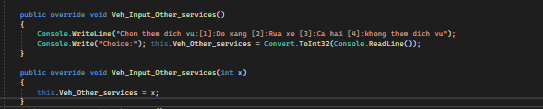 public override void Veh_Input_Other_services()
{
Console.WriteLine("Chon them dich vu:[1]:Do xang [2]:Rua xe [3]:Ca hai [4]:khong them dich vu");
Console.Write("Choice:"); this.Veh_Other_services = Convert.ToInt32(Console.ReadLine());
}
public override void Veh_Input_Other_services(int x)
{
this.Veh_Other_services = x;
}